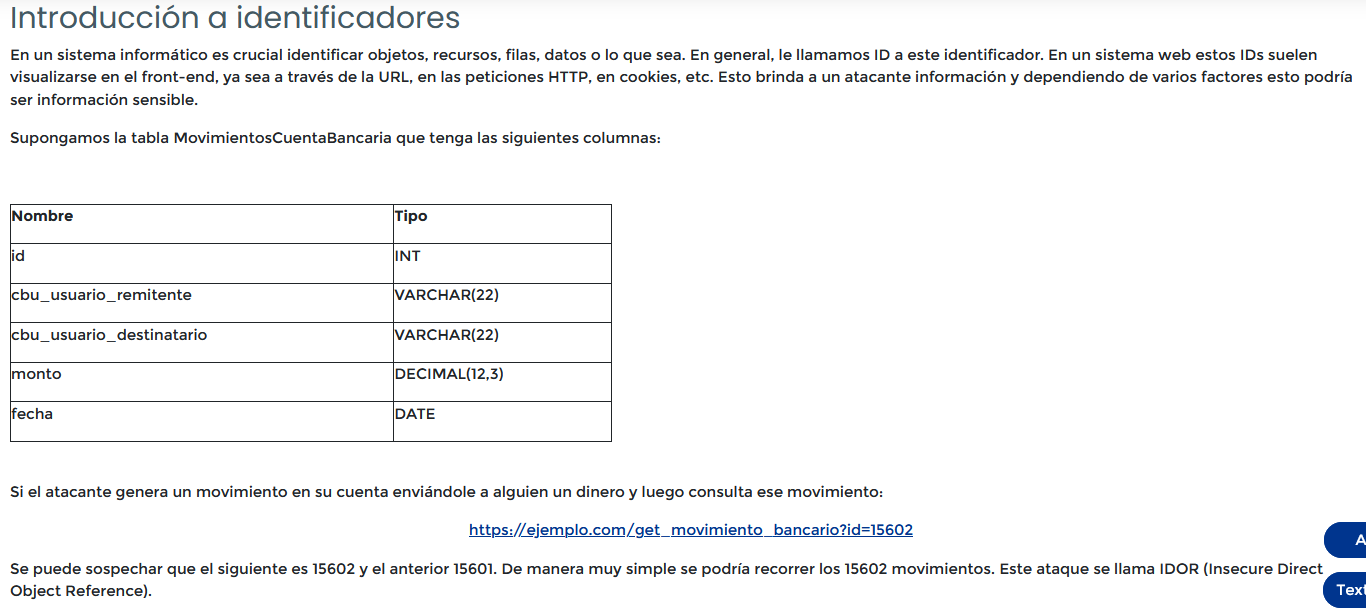 Introducción a identificadores
En un sistema informático es crucial identificar objetos, recursos, filas, datos o lo que sea. En general, le llamamos ID a este identificador. En un sistema web estos IDs suelen
visualizarse en el front-end, ya sea a través de la URL, en las peticiones HTTP, en cookies, etc. Esto brinda a un atacante información y dependiendo de varios factores esto podría
ser información sensible.
Supongamos la tabla MovimientosCuentaBancaria que tenga las siguientes columnas:
Nombre Tipo
id INT
cbu_usuario_remitente VARCHAR(22)
cbu_usuario_destinatario VARCHAR(22)
monto DECIMAL(12,3)
fecha DATE
Si el atacante genera un movimiento en su cuenta enviándole a alguien un dinero y luego consulta ese movimiento:
https://ejemplo.com/get_movimiento_bancario?id=15602
Se puede sospechar que el siguiente es 15602 y el anterior 15601. De manera muy simple se podría recorrer los 15602 movimientos. Este ataque se llama IDOR (Insecure Direct
Object Reference).
A
Text